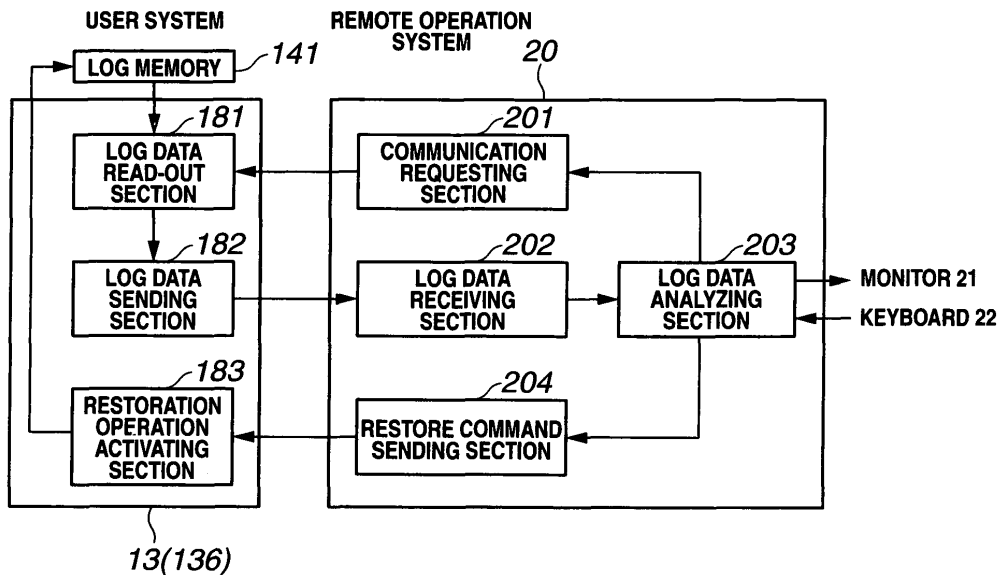 USER SYSTEM
REMOTE OPERATION
SYSTEM
LOG MEMORY
141
20
181
LOG DATA
READ-OUT
SECTION
201
COMMUNICATION
REQUESTING
SECTION
182
LOG DATA
SENDING
SECTION
202
LOG DATA
RECEIVING
SECTION
203
LOG DATA
ANALYZING
SECTION
MONITOR 21
KEYBOARD 22
183
RESTORATION
OPERATION
ACTIVATING
SECTION
204
RESTORE COMMAND
SENDING SECTION
13(136)